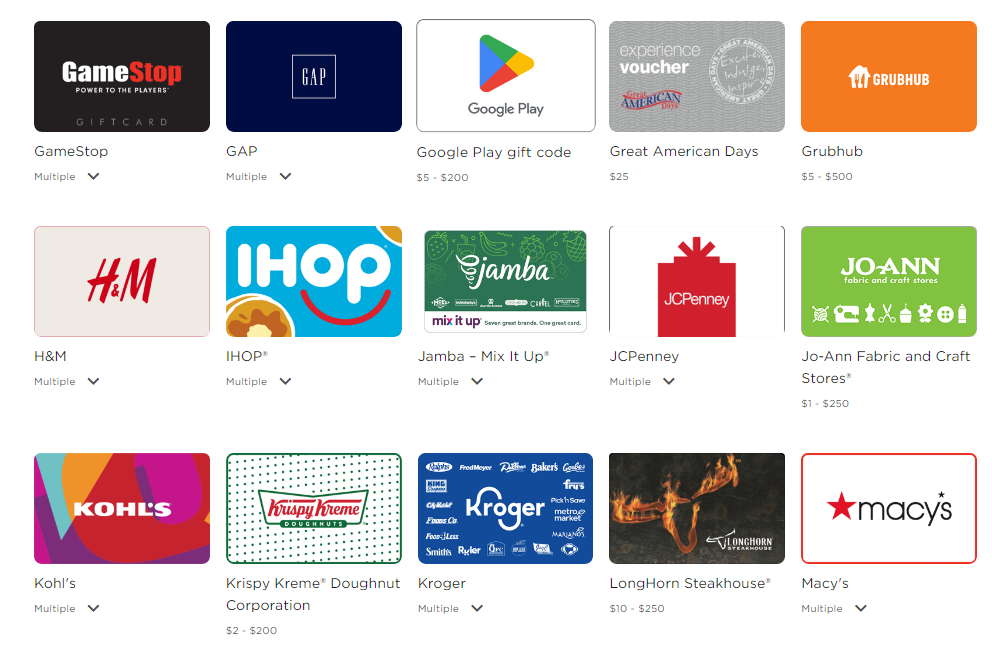 GameStop
POWER TO THE PLAYERS
GIFTCARD
GAP
Google Play
experience
voucher
Great
AMERICAN
Days
GREAT AMERICAN DAYS
GRUBHUB
GameStop
GAP
Google Play gift code
Great American Days
Grubhub
Multiple
Multiple
$5 - $200
$25
$5 - $500
H&M
IHOP
jamba
mix it up Seven great brands. One great card.
JCPenney
JO-ANN
fabric and craft stores
H&M
IHOP®
Jamba – Mix It Up®
JCPenney
Jo-Ann Fabric and Craft
Stores®
Multiple
Multiple
Multiple
Multiple
$1 - $250
KOHL'S
Krispy Kreme
DOUGHNUTS
Ralphs FredMeyer Dillons Baker's Gerbes
KING Soopers
fry's
City Market
Kroger
Pick'n Save
Foods Co.
metro market
Food4Less
MARIANO'S
Smith's Ruler QFC
LONGHORN
STEAKHOUSE
macy's
Kohl's
Krispy Kreme® Doughnut
Corporation
Kroger
LongHorn Steakhouse®
Macy's
Multiple
$2 - $200
Multiple
$10 - $250
Multiple